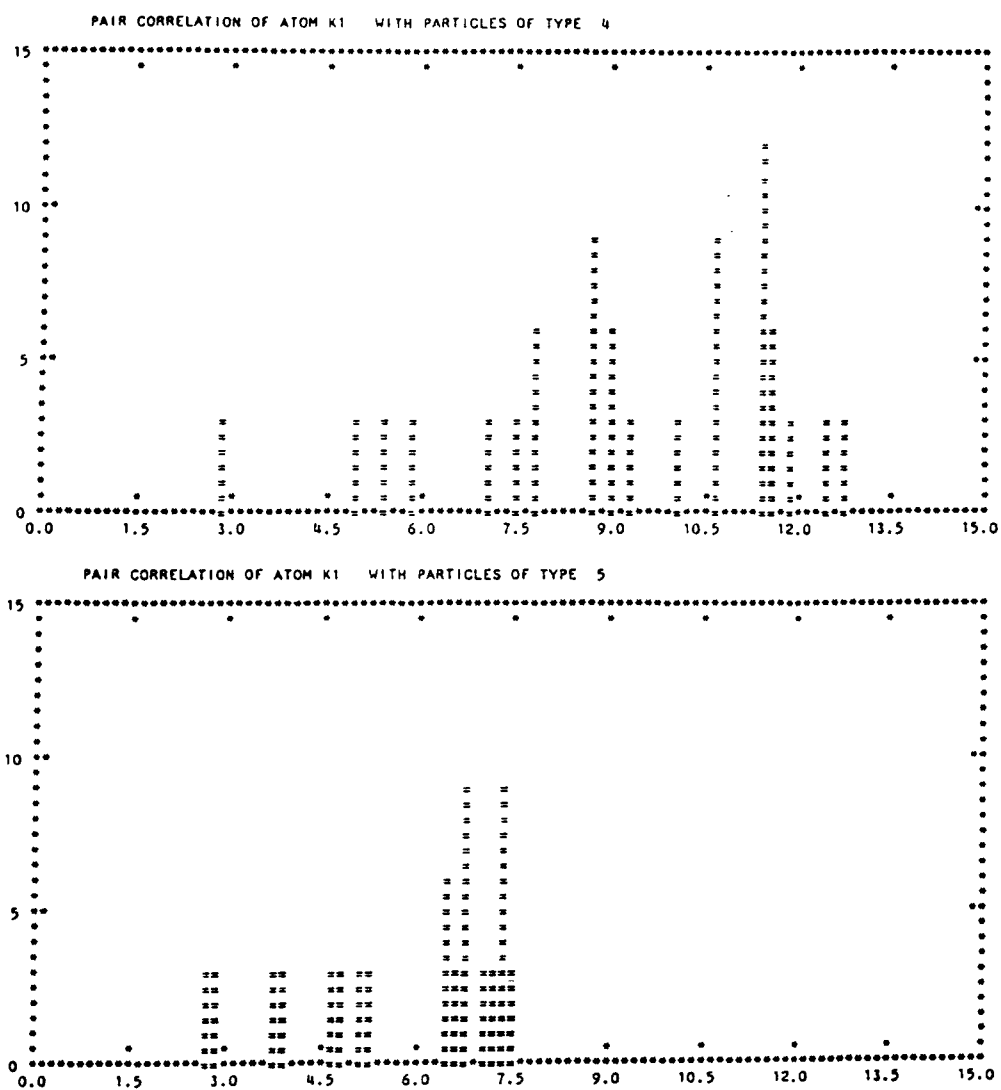 PAIR CORRELATION OF ATOM K1 WITH PARTICLES OF TYPE 4
15
10
5
0
0.0 1.5 3.0 4.5 6.0 7.5 9.0 10.5 12.0 13.5 15.0
PAIR CORRELATION OF ATOM K1 WITH PARTICLES OF TYPE 5
15
10
5
0
0.0 1.5 3.0 4.5 6.0 7.5 9.0 10.5 12.0 13.5 15.0